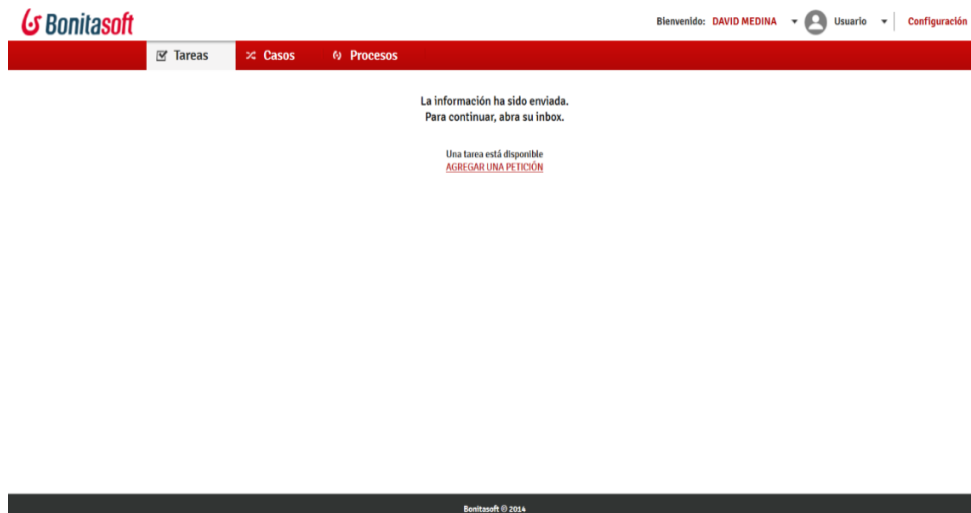 Bonitasoft
Bienvenido: DAVID MEDINA Usuario Configuración
Tareas Casos Procesos
La información ha sido enviada.
Para continuar, abra su inbox.
Una tarea está disponible
AGREGAR UNA PETICIÓN
Bonitasoft © 2014